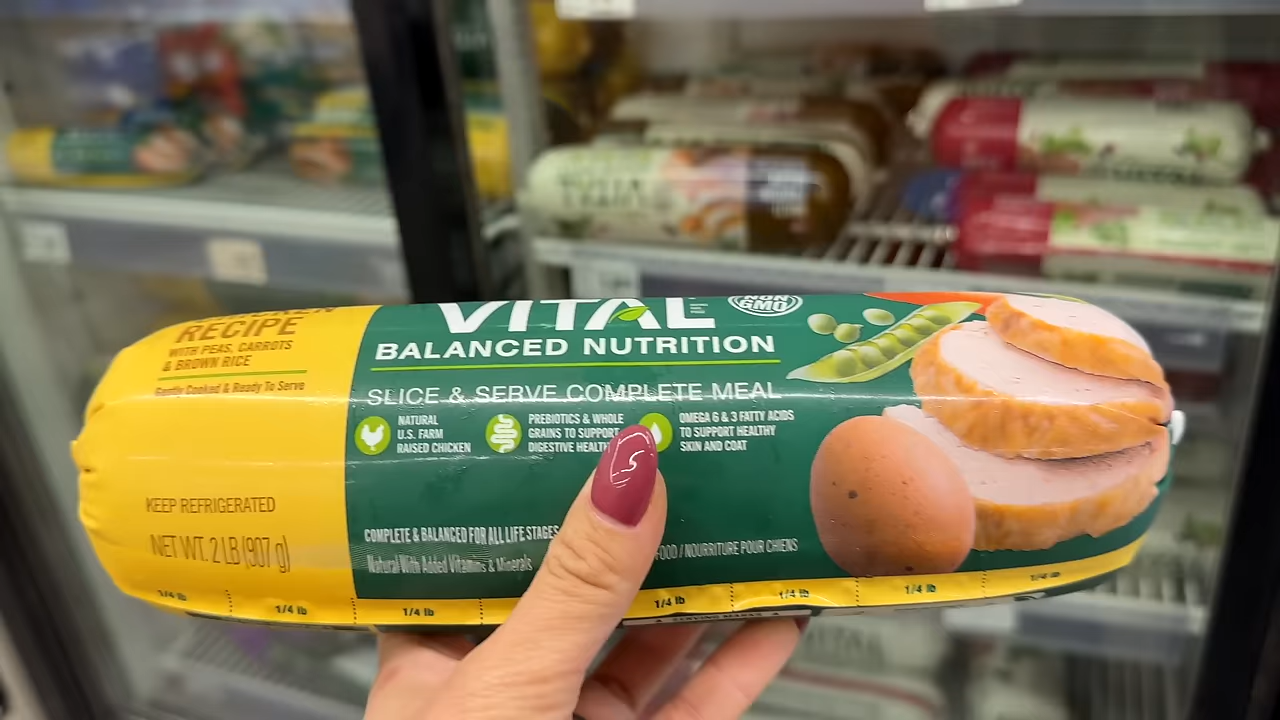 RECIPE
WITH PEAS, CARROTS
& BROWN RICE
Gently Cooked & Ready To Serve
KEEP REFRIGERATED
NET WT. 2 LB (907 g)
VITAL
NON
GMO
BALANCED NUTRITION
SLICE & SERVE COMPLETE MEAL
NATURAL
U.S. FARM
RAISED CHICKEN
PREBIOTICS & WHOLE
GRAINS TO SUPPORT
DIGESTIVE HEALTH
OMEGA 6 & 3 FATTY ACIDS
TO SUPPORT HEALTHY
SKIN AND COAT
COMPLETE & BALANCED FOR ALL LIFE STAGES
Natural With Added Vitamins & Minerals
FOOD / NOURRITURE POUR CHIENS
1/4 lb
1/4 lb
1/4 lb
1/4 lb
1/4 lb
1/4 lb
1/4 lb